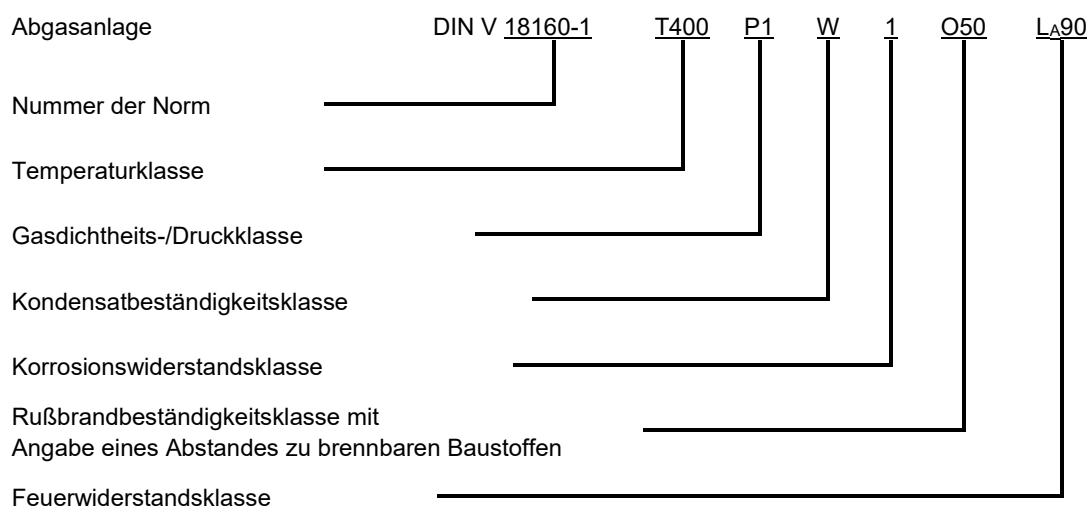 Abgasanlage DIN V 18160-1 T400 P1 W 1 O50 LA90
Nummer der Norm
Temperaturklasse
Gasdichtheits-/Druckklasse
Kondensatbeständigkeitsklasse
Korrosionswiderstandsklasse
Rußbrandbeständigkeitsklasse mit
Angabe eines Abstandes zu brennbaren Baustoffen
Feuerwiderstandsklasse